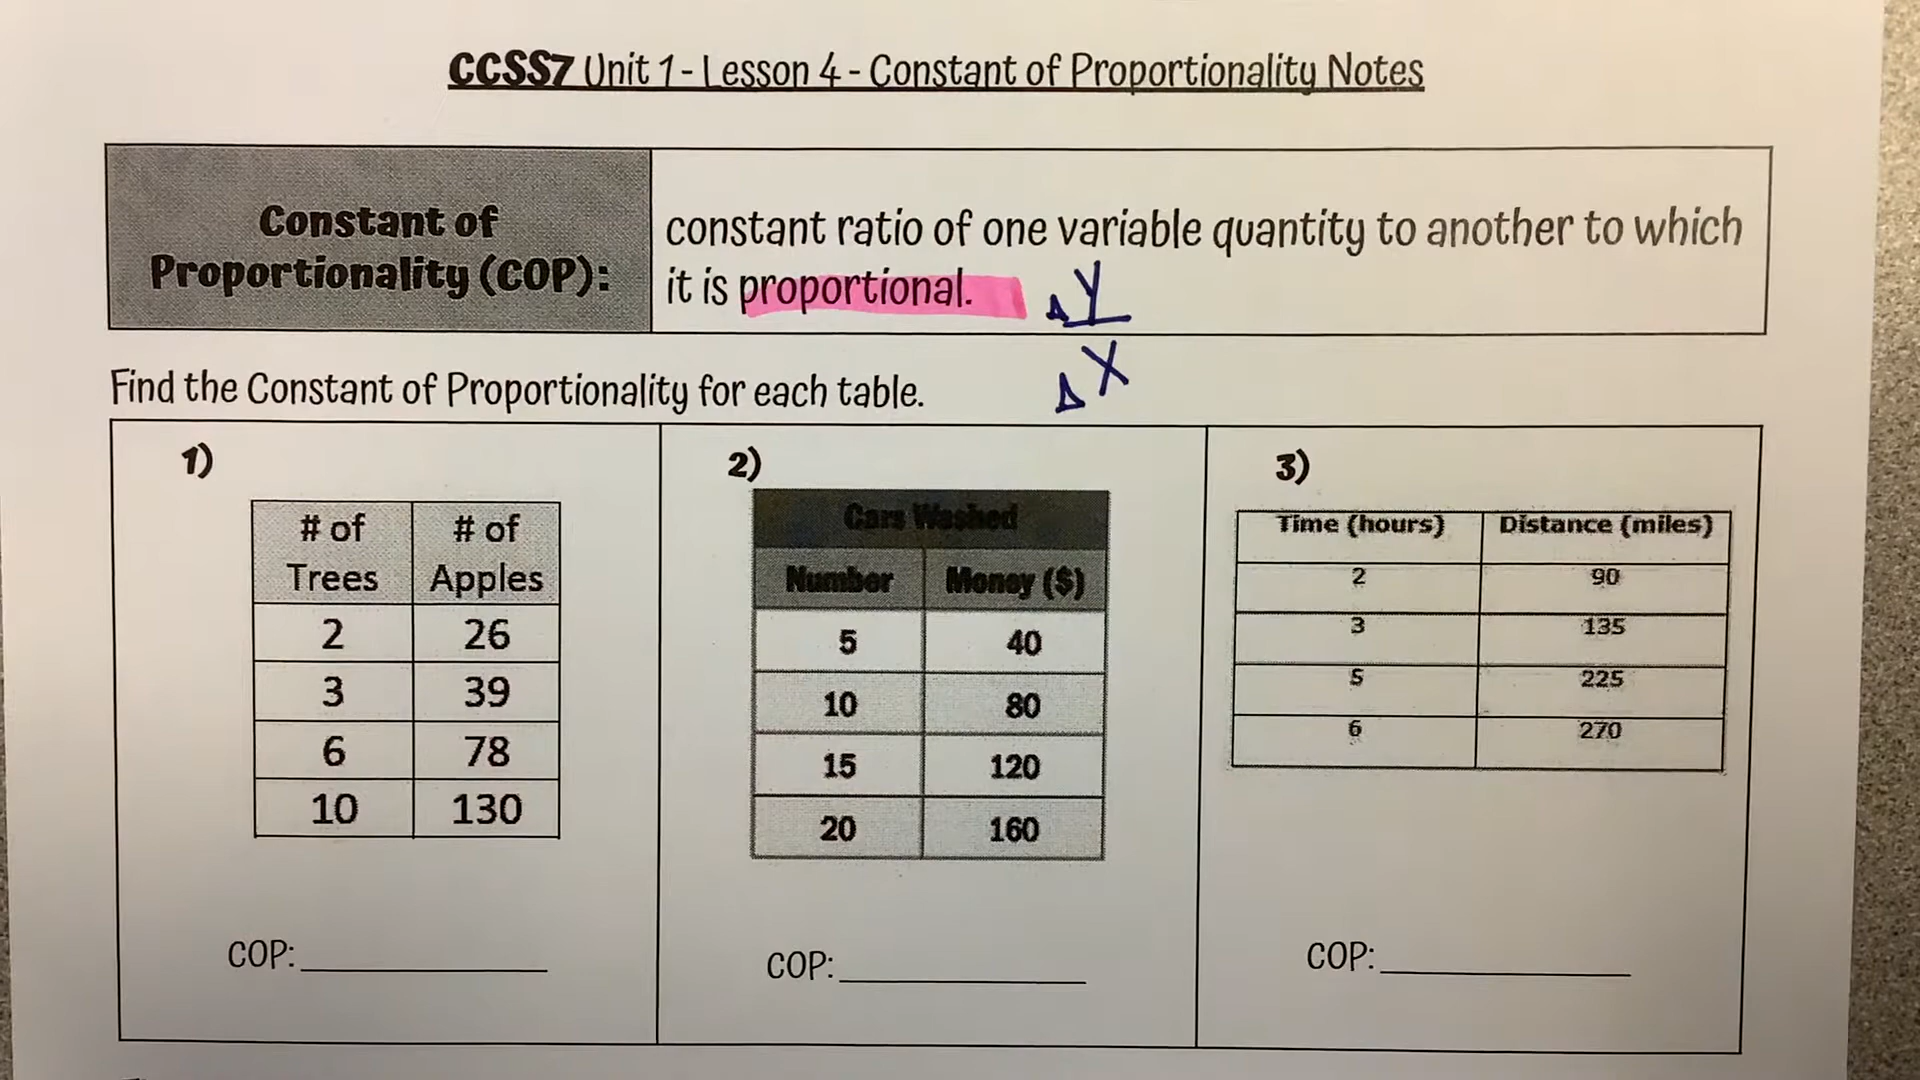 CCSS7 Unit 1 - Lesson 4 - Constant of Proportionality Notes
Constant of
Proportionality (COP):
constant ratio of one variable quantity to another to which
it is proportional.
Δ Y
Δ X
Find the Constant of Proportionality for each table.
1)
# of Trees # of Apples
2 26
3 39
6 78
10 130
COP:
2)
Cars Washed
Number Money ($)
5 40
10 80
15 120
20 160
COP:
3)
Time (hours) Distance (miles)
2 90
3 135
5 225
6 270
COP: